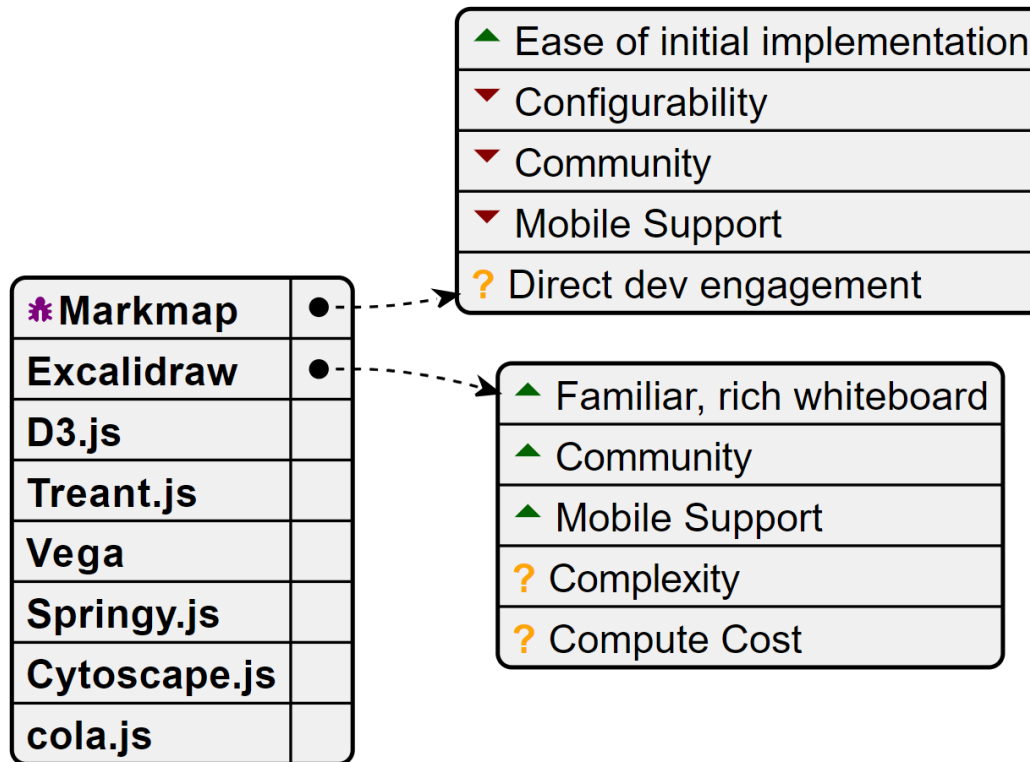 Ease of initial implementation
Configurability
Community
Mobile Support
? Direct dev engagement
Markmap
Excalidraw
D3.js
Treant.js
Vega
Springy.js
Cytoscape.js
cola.js
Familiar, rich whiteboard
Community
Mobile Support
? Complexity
? Compute Cost